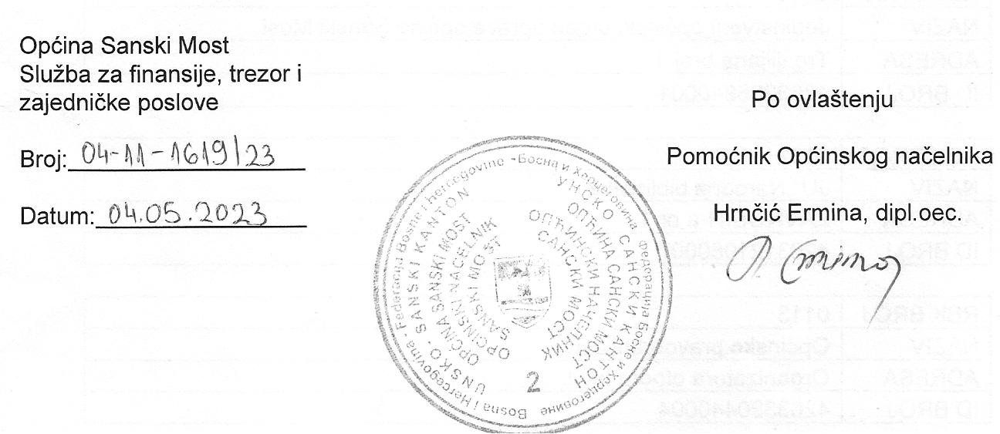 Općina Sanski Most
Služba za finansije, trezor i
zajedničke poslove
Broj: 04-11-1619/23
Datum: 04.05.2023
Po ovlaštenju
Pomoćnik Općinskog načelnika
Hrnčić Ermina, dipl.oec.
Bosna i Hercegovina - Federacija Bosne i Hercegovine - Босна и Херцеговина Федерација Босне и Херцеговине
UNSKO - SANSKI KANTON
OPĆINA SANSKI MOST
OPĆINSKI NAČELNIK
SANSKI MOST
УНСКО САНСКИ КАНТОН
ОПЋИНА САНСКИ МОСТ
ОПЋИНСКИ НАЧЕЛНИК
САНСКИ МОСТ
2